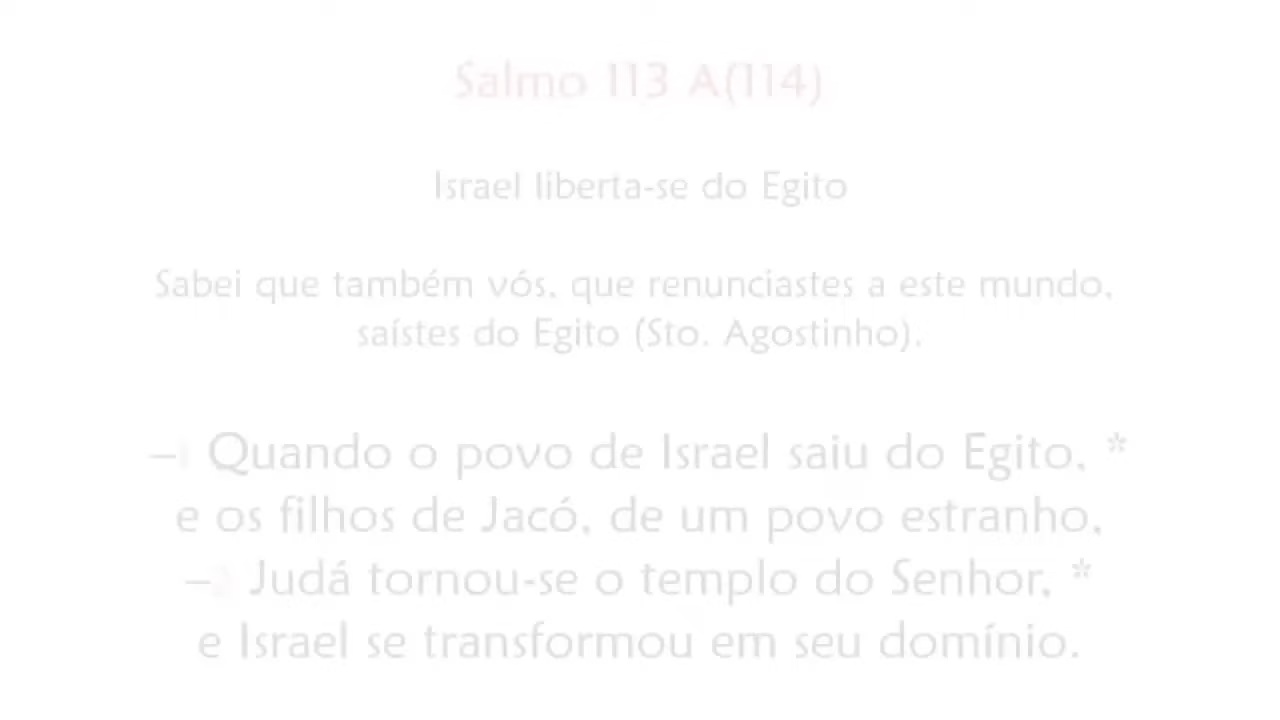 Salmo 113 A(114)
Israel liberta-se do Egito
Sabei que também vós, que renunciastes a este mundo,
saístes do Egito (Sto. Agostinho).
–1 Quando o povo de Israel saiu do Egito, *
e os filhos de Jacó, de um povo estranho,
–2 Judá tornou-se o templo do Senhor, *
e Israel se transformou em seu domínio.